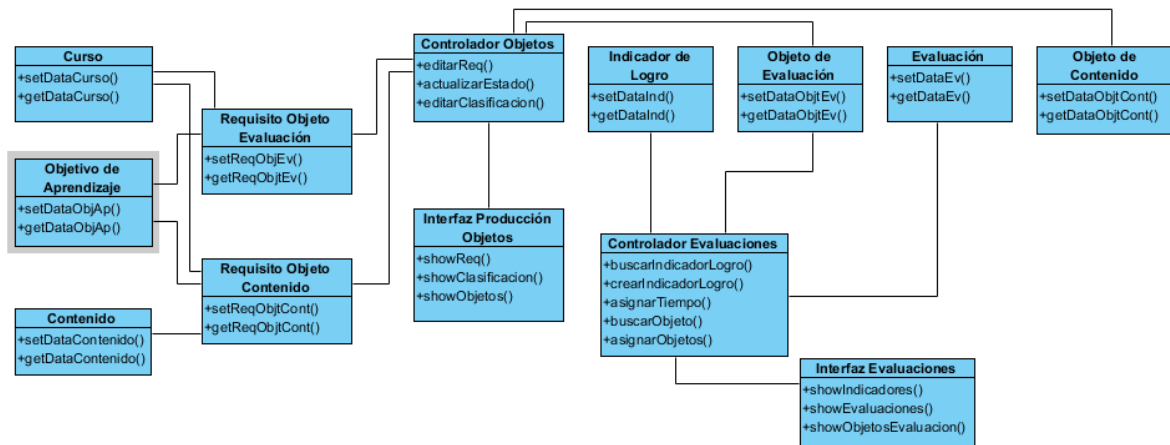 Curso
+setDataCurso()
+getDataCurso()
Objetivo de
Aprendizaje
+setDataObjAp()
+getDataObjAp()
Contenido
+setDataContenido()
+getDataContenido()
Requisito Objeto
Evaluación
+setReqObjEv()
+getReqObjtEv()
Requisito Objeto
Contenido
+setReqObjtCont()
+getReqObjtCont()
Controlador Objetos
+editarReq()
+actualizarEstado()
+editarClasificacion()
Interfaz Producción
Objetos
+showReq()
+showClasificacion()
+showObjetos()
Indicador de
Logro
+setDataInd()
+getDataInd()
Objeto de
Evaluación
+setDataObjtEv()
+getDataObjtEv()
Evaluación
+setDataEv()
+getDataEv()
Objeto de
Contenido
+setDataObjtCont()
+getDataObjtCont()
Controlador Evaluaciones
+buscarIndicadorLogro()
+crearIndicadorLogro()
+asignarTiempo()
+buscarObjeto()
+asignarObjetos()
Interfaz Evaluaciones
+showIndicadores()
+showEvaluaciones()
+showObjetosEvaluacion()